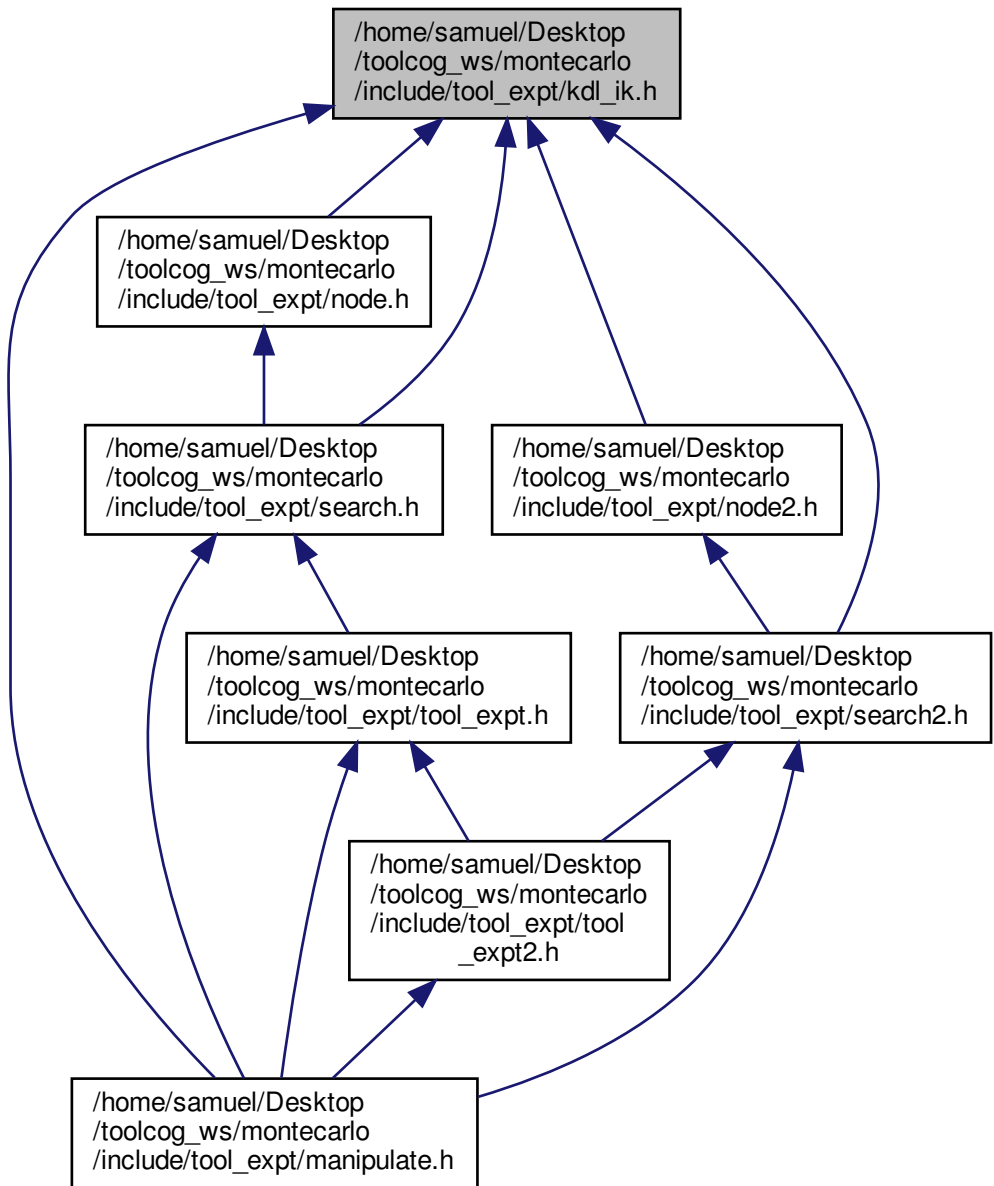 /home/samuel/Desktop
/toolcog_ws/montecarlo
/include/tool_expt/kdl_ik.h
/home/samuel/Desktop
/toolcog_ws/montecarlo
/include/tool_expt/node.h
/home/samuel/Desktop
/toolcog_ws/montecarlo
/include/tool_expt/search.h
/home/samuel/Desktop
/toolcog_ws/montecarlo
/include/tool_expt/node2.h
/home/samuel/Desktop
/toolcog_ws/montecarlo
/include/tool_expt/tool_expt.h
/home/samuel/Desktop
/toolcog_ws/montecarlo
/include/tool_expt/search2.h
/home/samuel/Desktop
/toolcog_ws/montecarlo
/include/tool_expt/tool
_expt2.h
/home/samuel/Desktop
/toolcog_ws/montecarlo
/include/tool_expt/manipulate.h